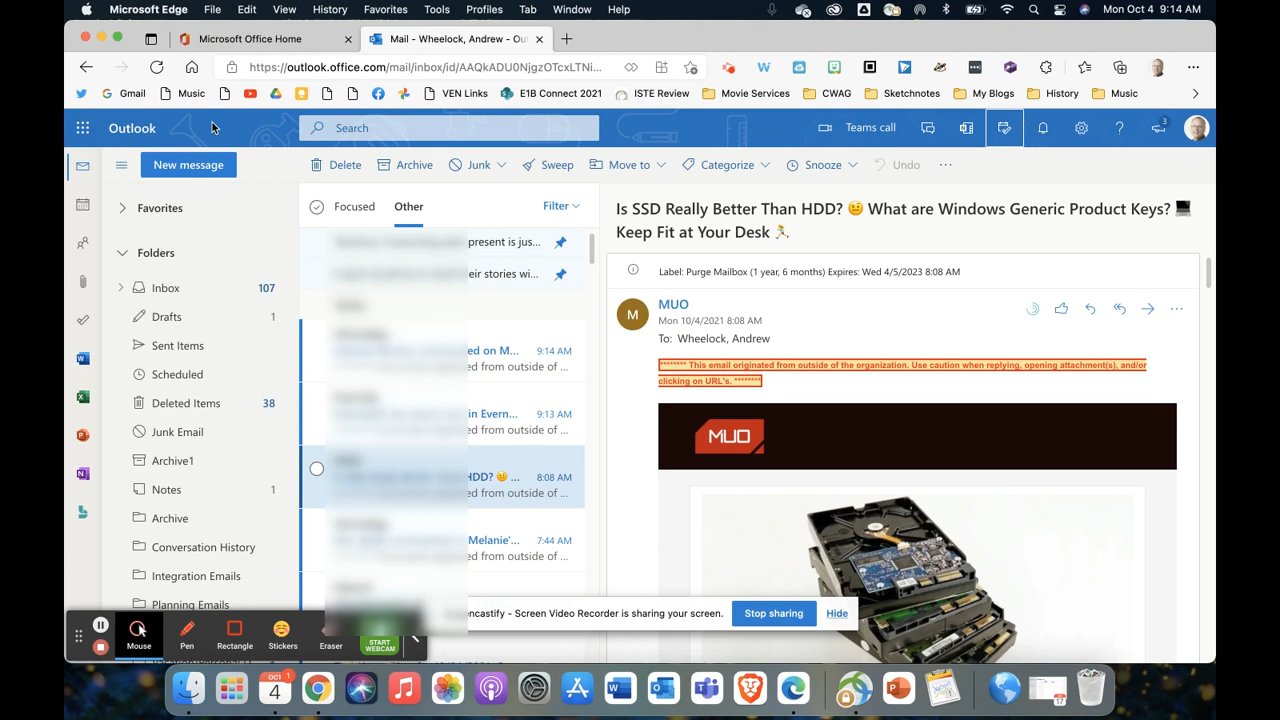 Microsoft Edge File Edit View History Favorites Tools Profiles Tab Window Help Mon Oct 4 9:14 AM
Microsoft Office Home × Mail - Wheelock, Andrew - Ou × +
https://outlook.office.com/mail/inbox/id/AAQkADU0NjgzOTcxLTNi...
Gmail Music VEN Links E1B Connect 2021 ISTE Review Movie Services CWAG Sketchnotes My Blogs History Music
Outlook Search Teams call 3
New message Delete Archive Junk Sweep Move to Categorize Snooze Undo ...
Favorites
Folders
Inbox 107
Drafts 1
Sent Items
Scheduled
Deleted Items 38
Junk Email
Archive1
Notes 1
Archive
Conversation History
Integration Emails
Planning Emails
Focused Other Filter
present is jus...
eir stories wi...
ed on M... 9:14 AM
from outside of ...
in Evern... 9:13 AM
from outside of ...
HDD? 😐 ... 8:08 AM
from outside of ...
Melanie' 7:44 AM
from outside of ...
Is SSD Really Better Than HDD? 😐 What are Windows Generic Product Keys? 💻
Keep Fit at Your Desk 🏃
Label: Purge Mailbox (1 year, 6 months) Expires: Wed 4/5/2023 8:08 AM
M
MUO
Mon 10/4/2021 8:08 AM
To: Wheelock, Andrew
******** This email originated from outside of the organization. Use caution when replying, opening attachment(s), and/or
clicking on URL's. ********
MUO
encastify - Screen Video Recorder is sharing your screen. Stop sharing Hide
Mouse Pen Rectangle Stickers Eraser START
WEBCAM
OCT 1
4
17